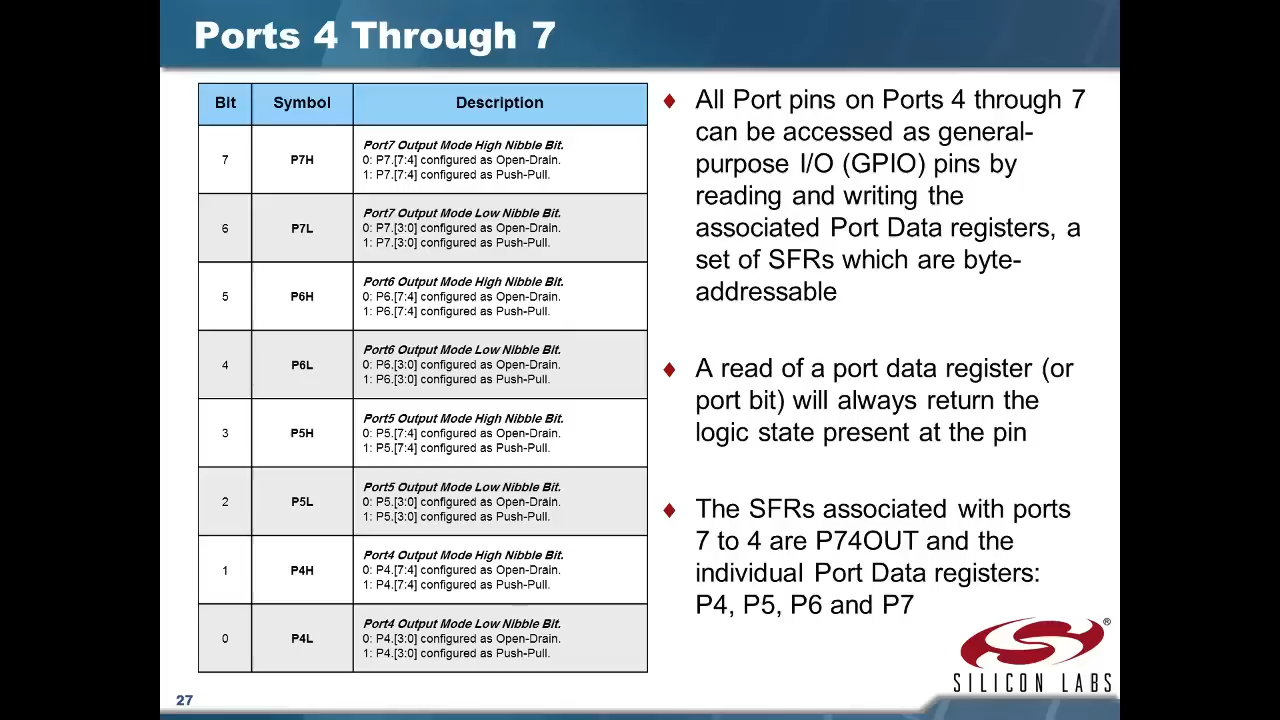 Ports 4 Through 7
Bit Symbol Description
7 P7H
Port7 Output Mode High Nibble Bit.
0: P7.[7:4] configured as Open-Drain.
1: P7.[7:4] configured as Push-Pull.
6 P7L
Port7 Output Mode Low Nibble Bit.
0: P7.[3:0] configured as Open-Drain.
1: P7.[3:0] configured as Push-Pull.
5 P6H
Port6 Output Mode High Nibble Bit.
0: P6.[7:4] configured as Open-Drain.
1: P6.[7:4] configured as Push-Pull.
4 P6L
Port6 Output Mode Low Nibble Bit.
0: P6.[3:0] configured as Open-Drain.
1: P6.[3:0] configured as Push-Pull.
3 P5H
Port5 Output Mode High Nibble Bit.
0: P5.[7:4] configured as Open-Drain.
1: P5.[7:4] configured as Push-Pull.
2 P5L
Port5 Output Mode Low Nibble Bit.
0: P5.[3:0] configured as Open-Drain.
1: P5.[3:0] configured as Push-Pull.
1 P4H
Port4 Output Mode High Nibble Bit.
0: P4.[7:4] configured as Open-Drain.
1: P4.[7:4] configured as Push-Pull.
0 P4L
Port4 Output Mode Low Nibble Bit.
0: P4.[3:0] configured as Open-Drain.
1: P4.[3:0] configured as Push-Pull.
All Port pins on Ports 4 through 7
can be accessed as general-
purpose I/O (GPIO) pins by
reading and writing the
associated Port Data registers, a
set of SFRs which are byte-
addressable
A read of a port data register (or
port bit) will always return the
logic state present at the pin
The SFRs associated with ports
7 to 4 are P74OUT and the
individual Port Data registers:
P4, P5, P6 and P7
®
SILICON LABS
27